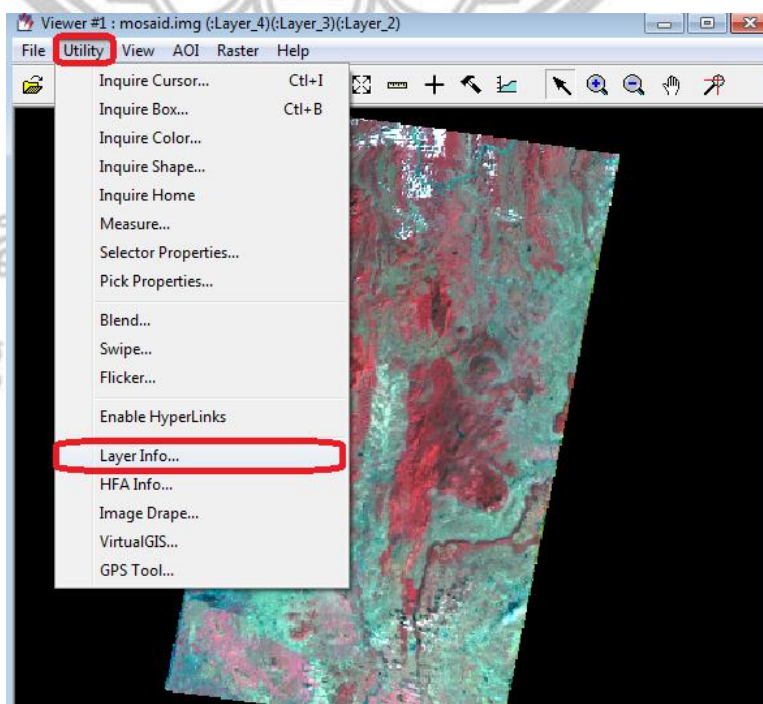 Viewer #1 : mosaid.img (:Layer_4)(:Layer_3)(:Layer_2)
File Utility View AOI Raster Help
Inquire Cursor... Ctl+I
Inquire Box... Ctl+B
Inquire Color...
Inquire Shape...
Inquire Home
Measure...
Selector Properties...
Pick Properties...
Blend...
Swipe...
Flicker...
Enable HyperLinks
Layer Info...
HFA Info...
Image Drape...
VirtualGIS...
GPS Tool...